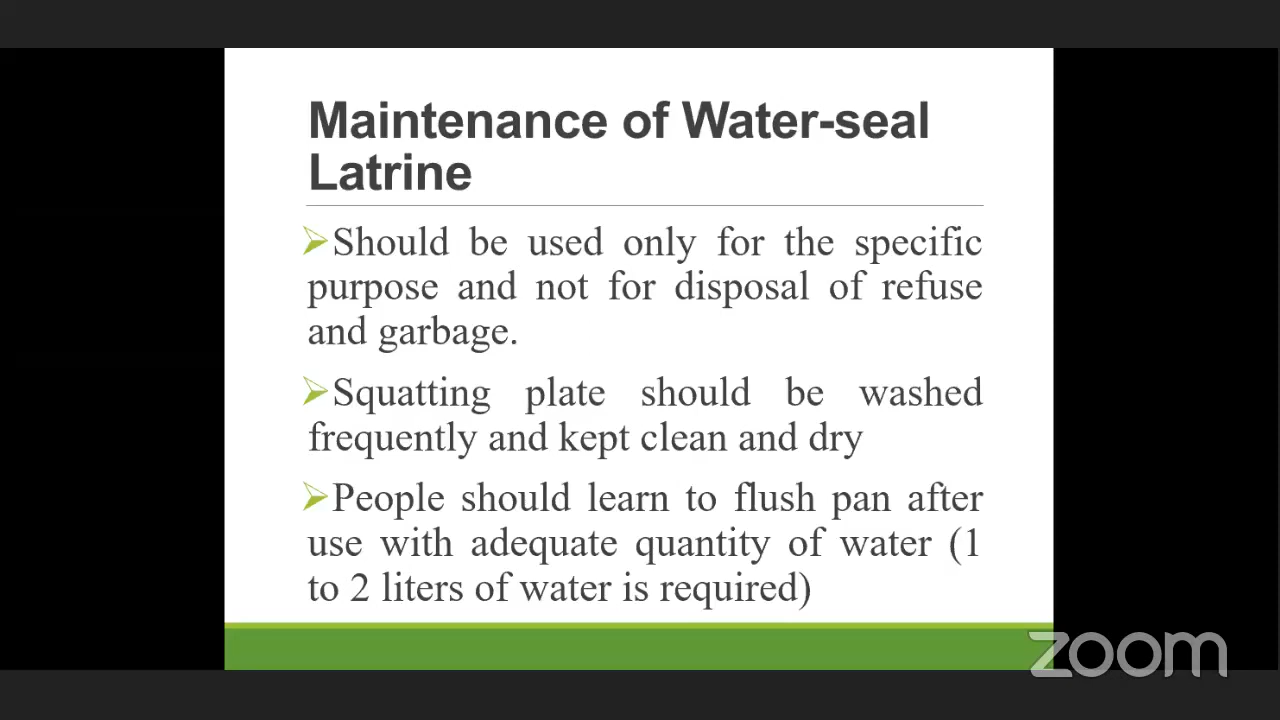 Maintenance of Water-seal
Latrine
➢Should be used only for the specific
purpose and not for disposal of refuse
and garbage.
➢Squatting plate should be washed
frequently and kept clean and dry
➢People should learn to flush pan after
use with adequate quantity of water (1
to 2 liters of water is required)
zoom